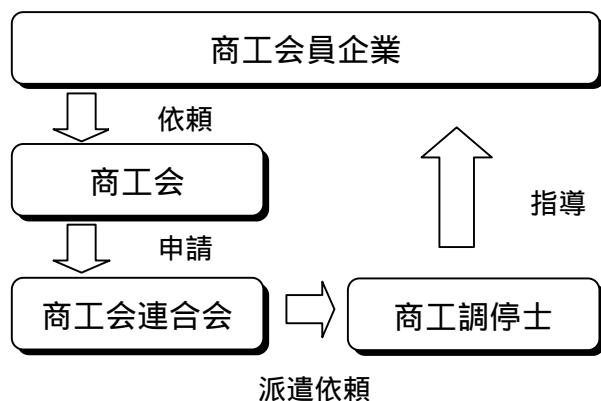 商工会員企業
依頼
商工会
指導
申請
商工会連合会
商工調停士
派遣依頼